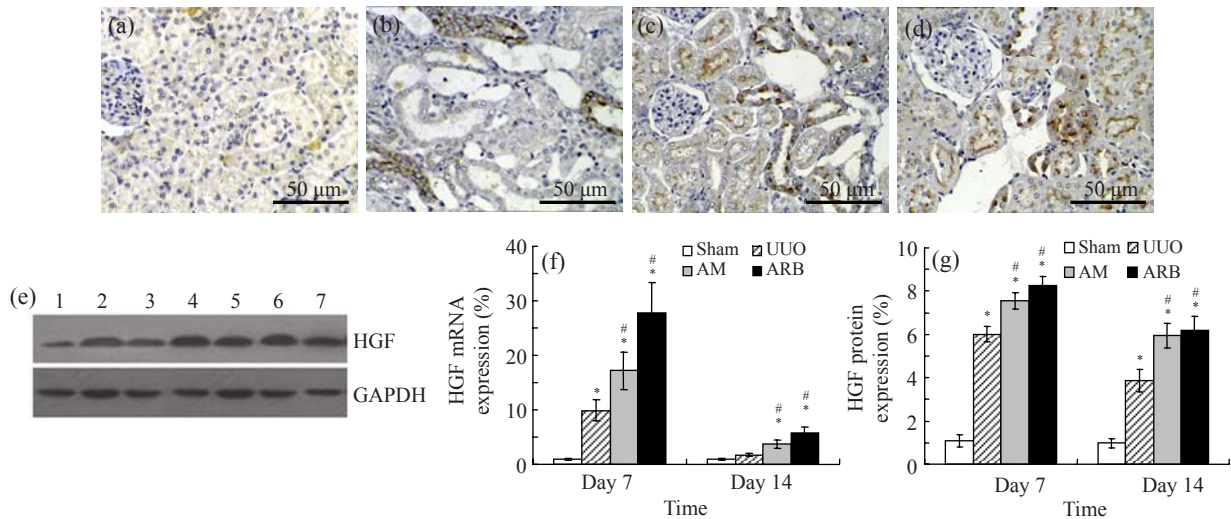 (a)
(b)
(c)
(d)
50 μm
50 μm
50 μm
50 μm
(e)
1 2 3 4 5 6 7
HGF
GAPDH
(f)
Sham UUO
AM ARB
HGF mRNA
expression (%)
40
30
20
10
0
*
#
*
#
*
#
*
#
*
Day 7 Day 14
Time
(g)
Sham UUO
AM ARB
HGF protein
expression (%)
10
8
6
4
2
0
*
#
*
#
*
*
#
*
#
*
Day 7 Day 14
Time